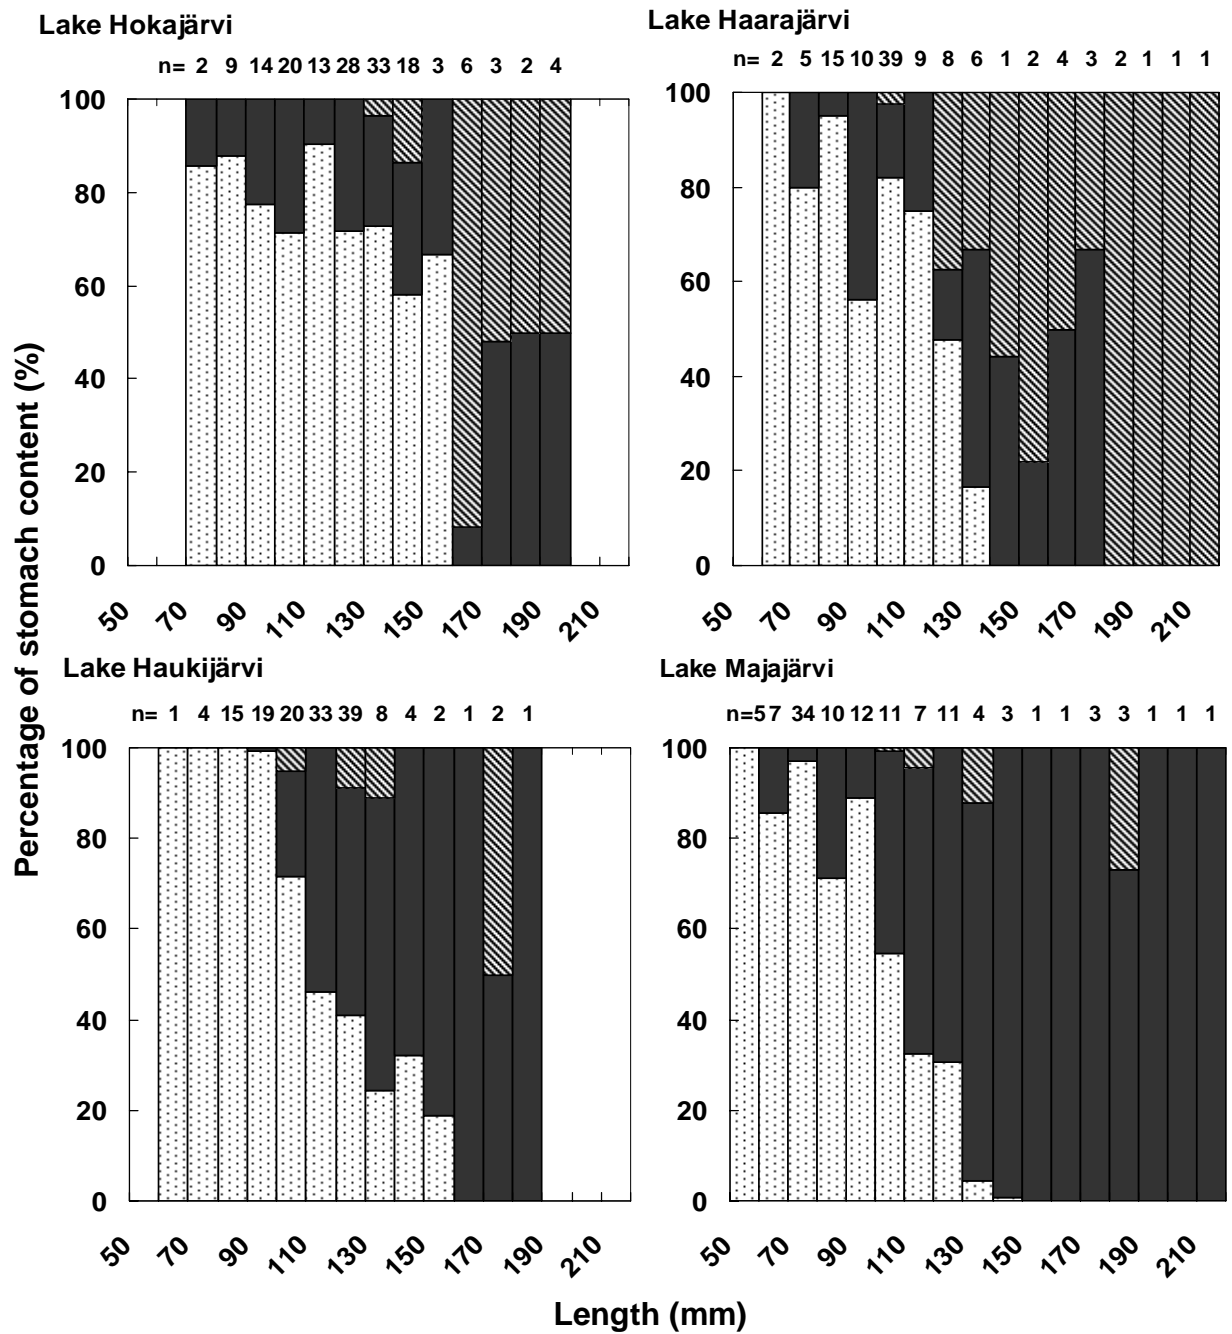 Lake Hokajärvi
n= 2 9 14 20 13 28 33 18 3 6 3 2 4
100
80
60
40
20
0
50 70 90 110 130 150 170 190 210
Lake Haarajärvi
n= 2 5 15 10 39 9 8 6 1 2 4 3 2 1 1 1
100
80
60
40
20
0
50 70 90 110 130 150 170 190 210
Percentage of stomach content (%)
Lake Haukijärvi
n= 1 4 15 19 20 33 39 8 4 2 1 2 1
100
80
60
40
20
0
50 70 90 110 130 150 170 190 210
Lake Majajärvi
n=5 7 34 10 12 11 7 11 4 3 1 1 3 3 1 1 1
100
80
60
40
20
0
50 70 90 110 130 150 170 190 210
Length (mm)